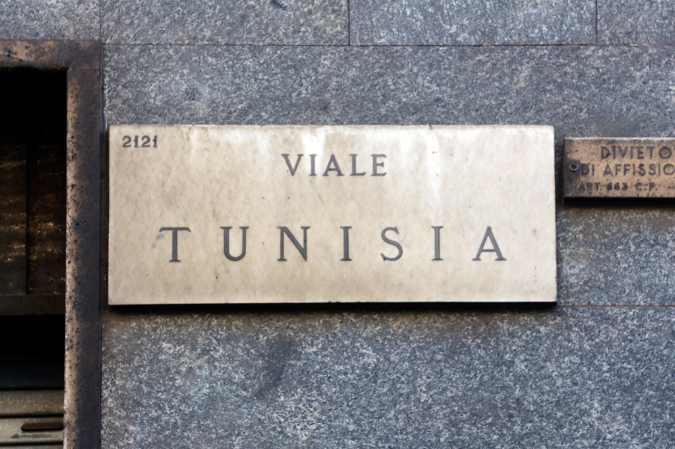 2121
VIALE
TUNISIA
DIVIETO
DI AFFISSIO
ART. 663 C.P.